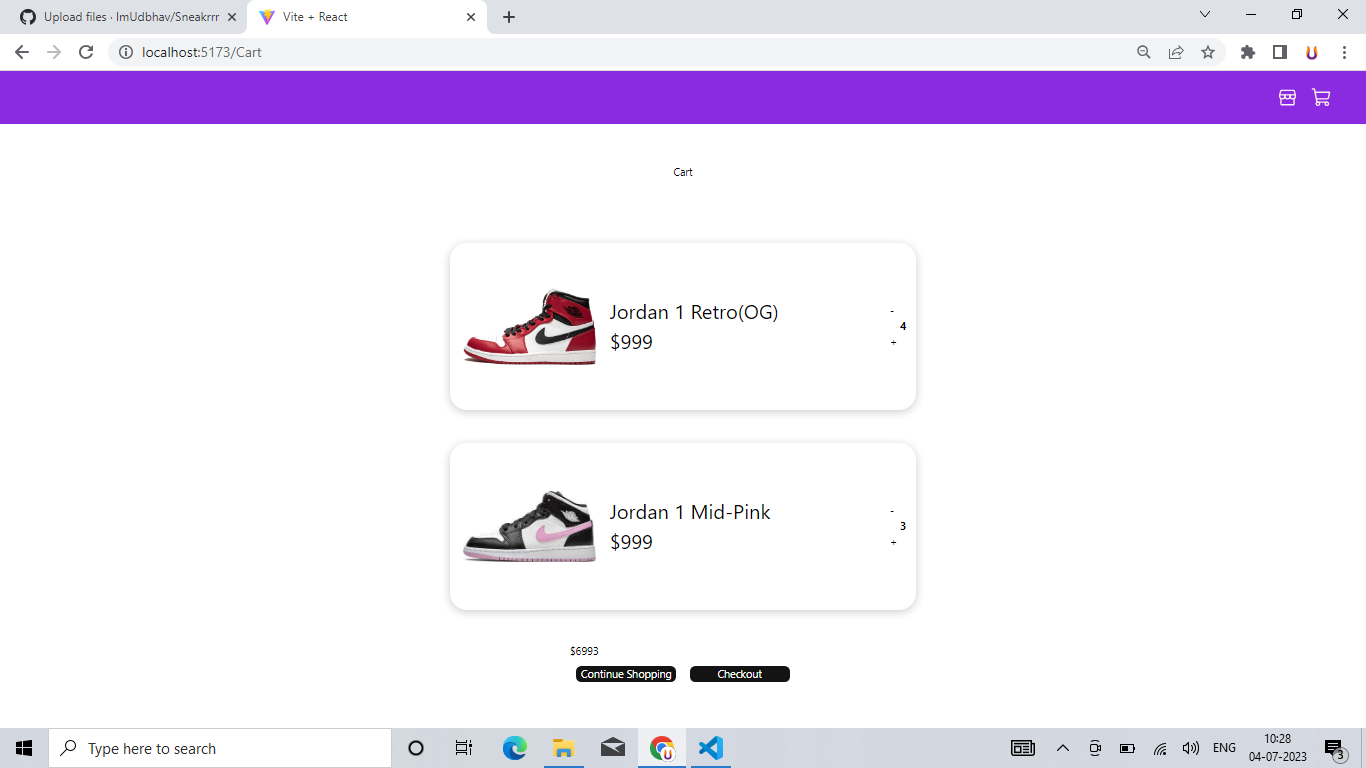 Upload files · ImUdbhav/Sneakrrr
Vite + React
localhost:5173/Cart
Cart
Jordan 1 Retro(OG)
$999
-
4
+
Jordan 1 Mid-Pink
$999
-
3
+
$6993
Continue Shopping
Checkout
Type here to search
ENG
10:28
04-07-2023
3